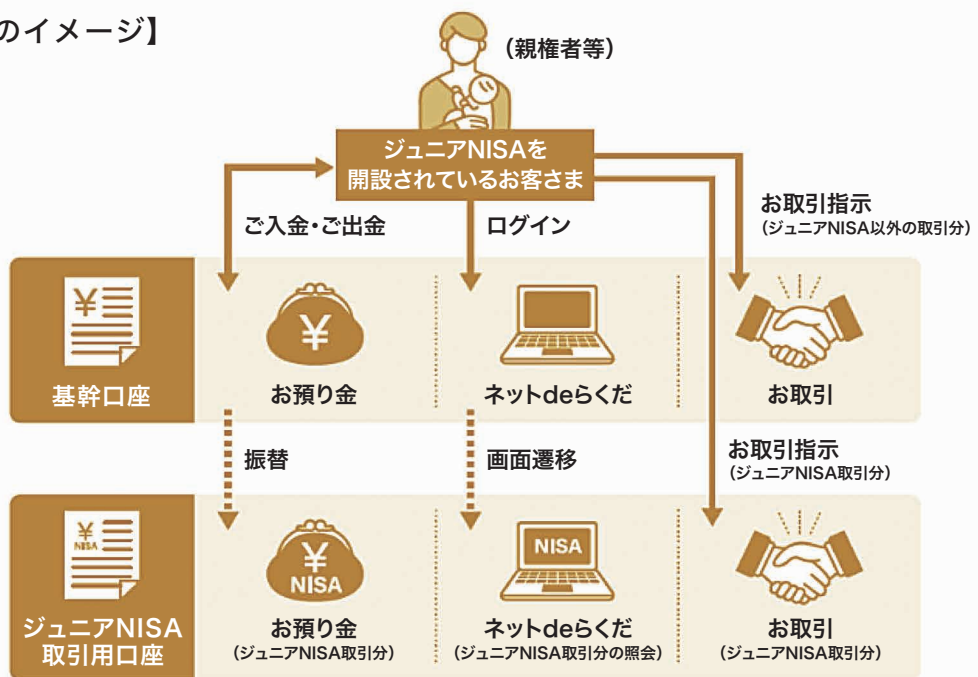 のイメージ】
（親権者等）
ジュニアNISAを
開設されているお客さま
ご入金・ご出金
ログイン
お取引指示
（ジュニアNISA以外の取引分）
¥
基幹口座
¥
お預り金
ネットdeらくだ
お取引
振替
画面遷移
お取引指示
（ジュニアNISA取引分）
¥
NISA
ジュニアNISA
取引用口座
¥
NISA
お預り金
（ジュニアNISA取引分）
NISA
ネットdeらくだ
（ジュニアNISA取引分の照会）
お取引
（ジュニアNISA取引分）